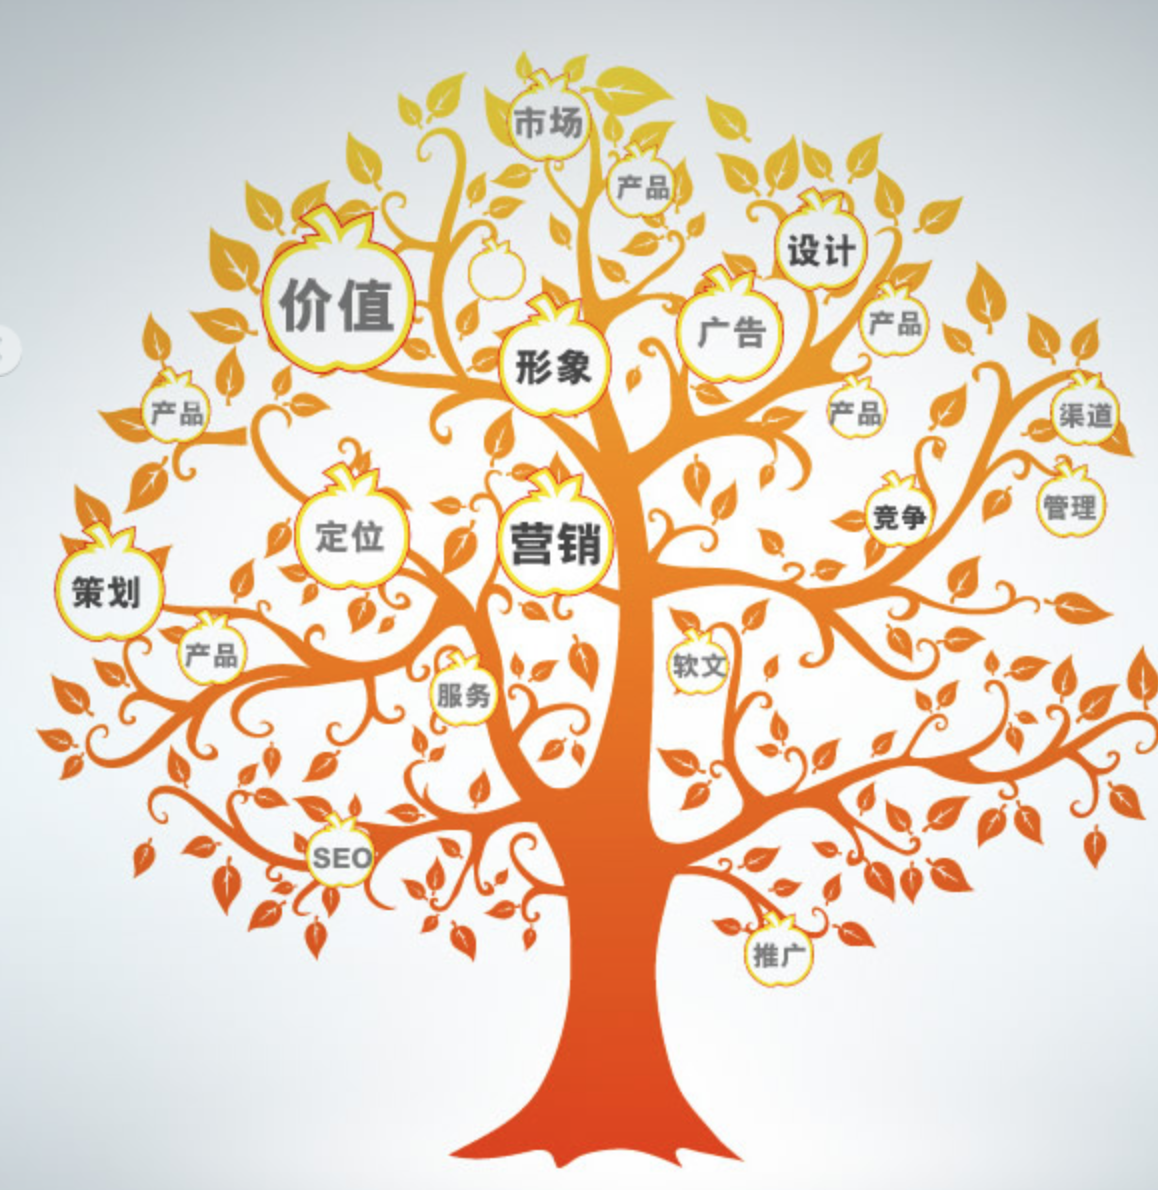 市场
产品
设计
价值
广告
产品
形象
产品
产品
渠道
管理
竞争
定位
营销
策划
产品
软文
服务
SEO
推广